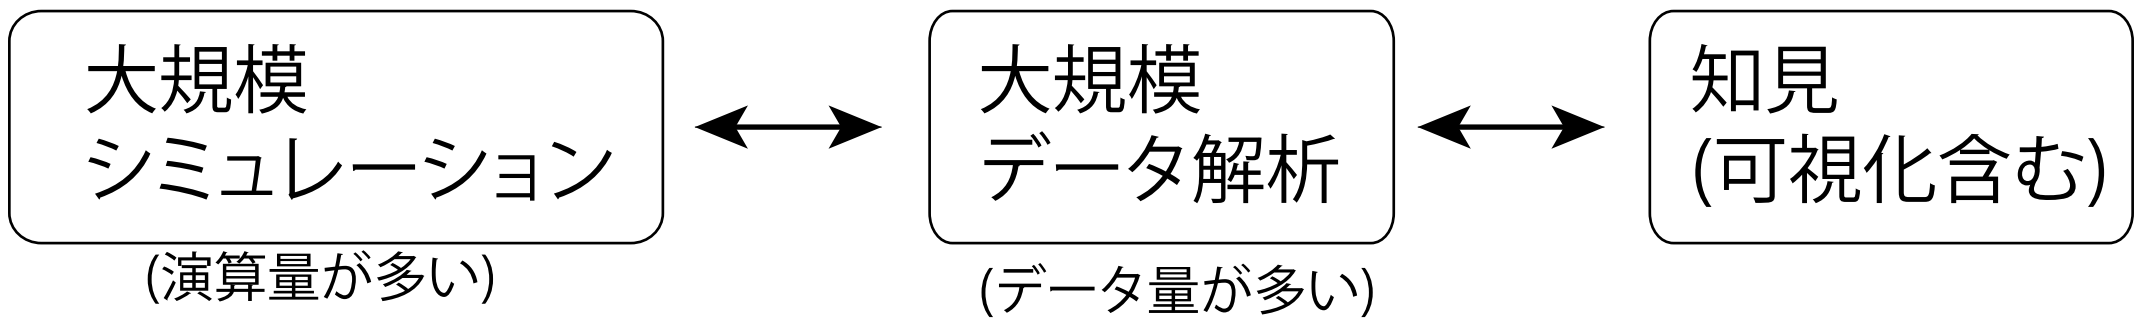 大規模
シミュレーション
(演算量が多い)
大規模
データ解析
(データ量が多い)
知見
(可視化含む)